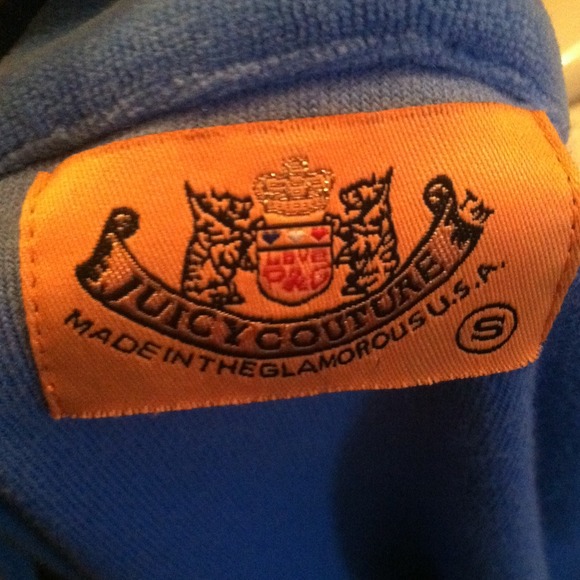 LOVE
P&G
JUICY COUTURE
MADE IN THE GLAMOROUS U.S.A.
S